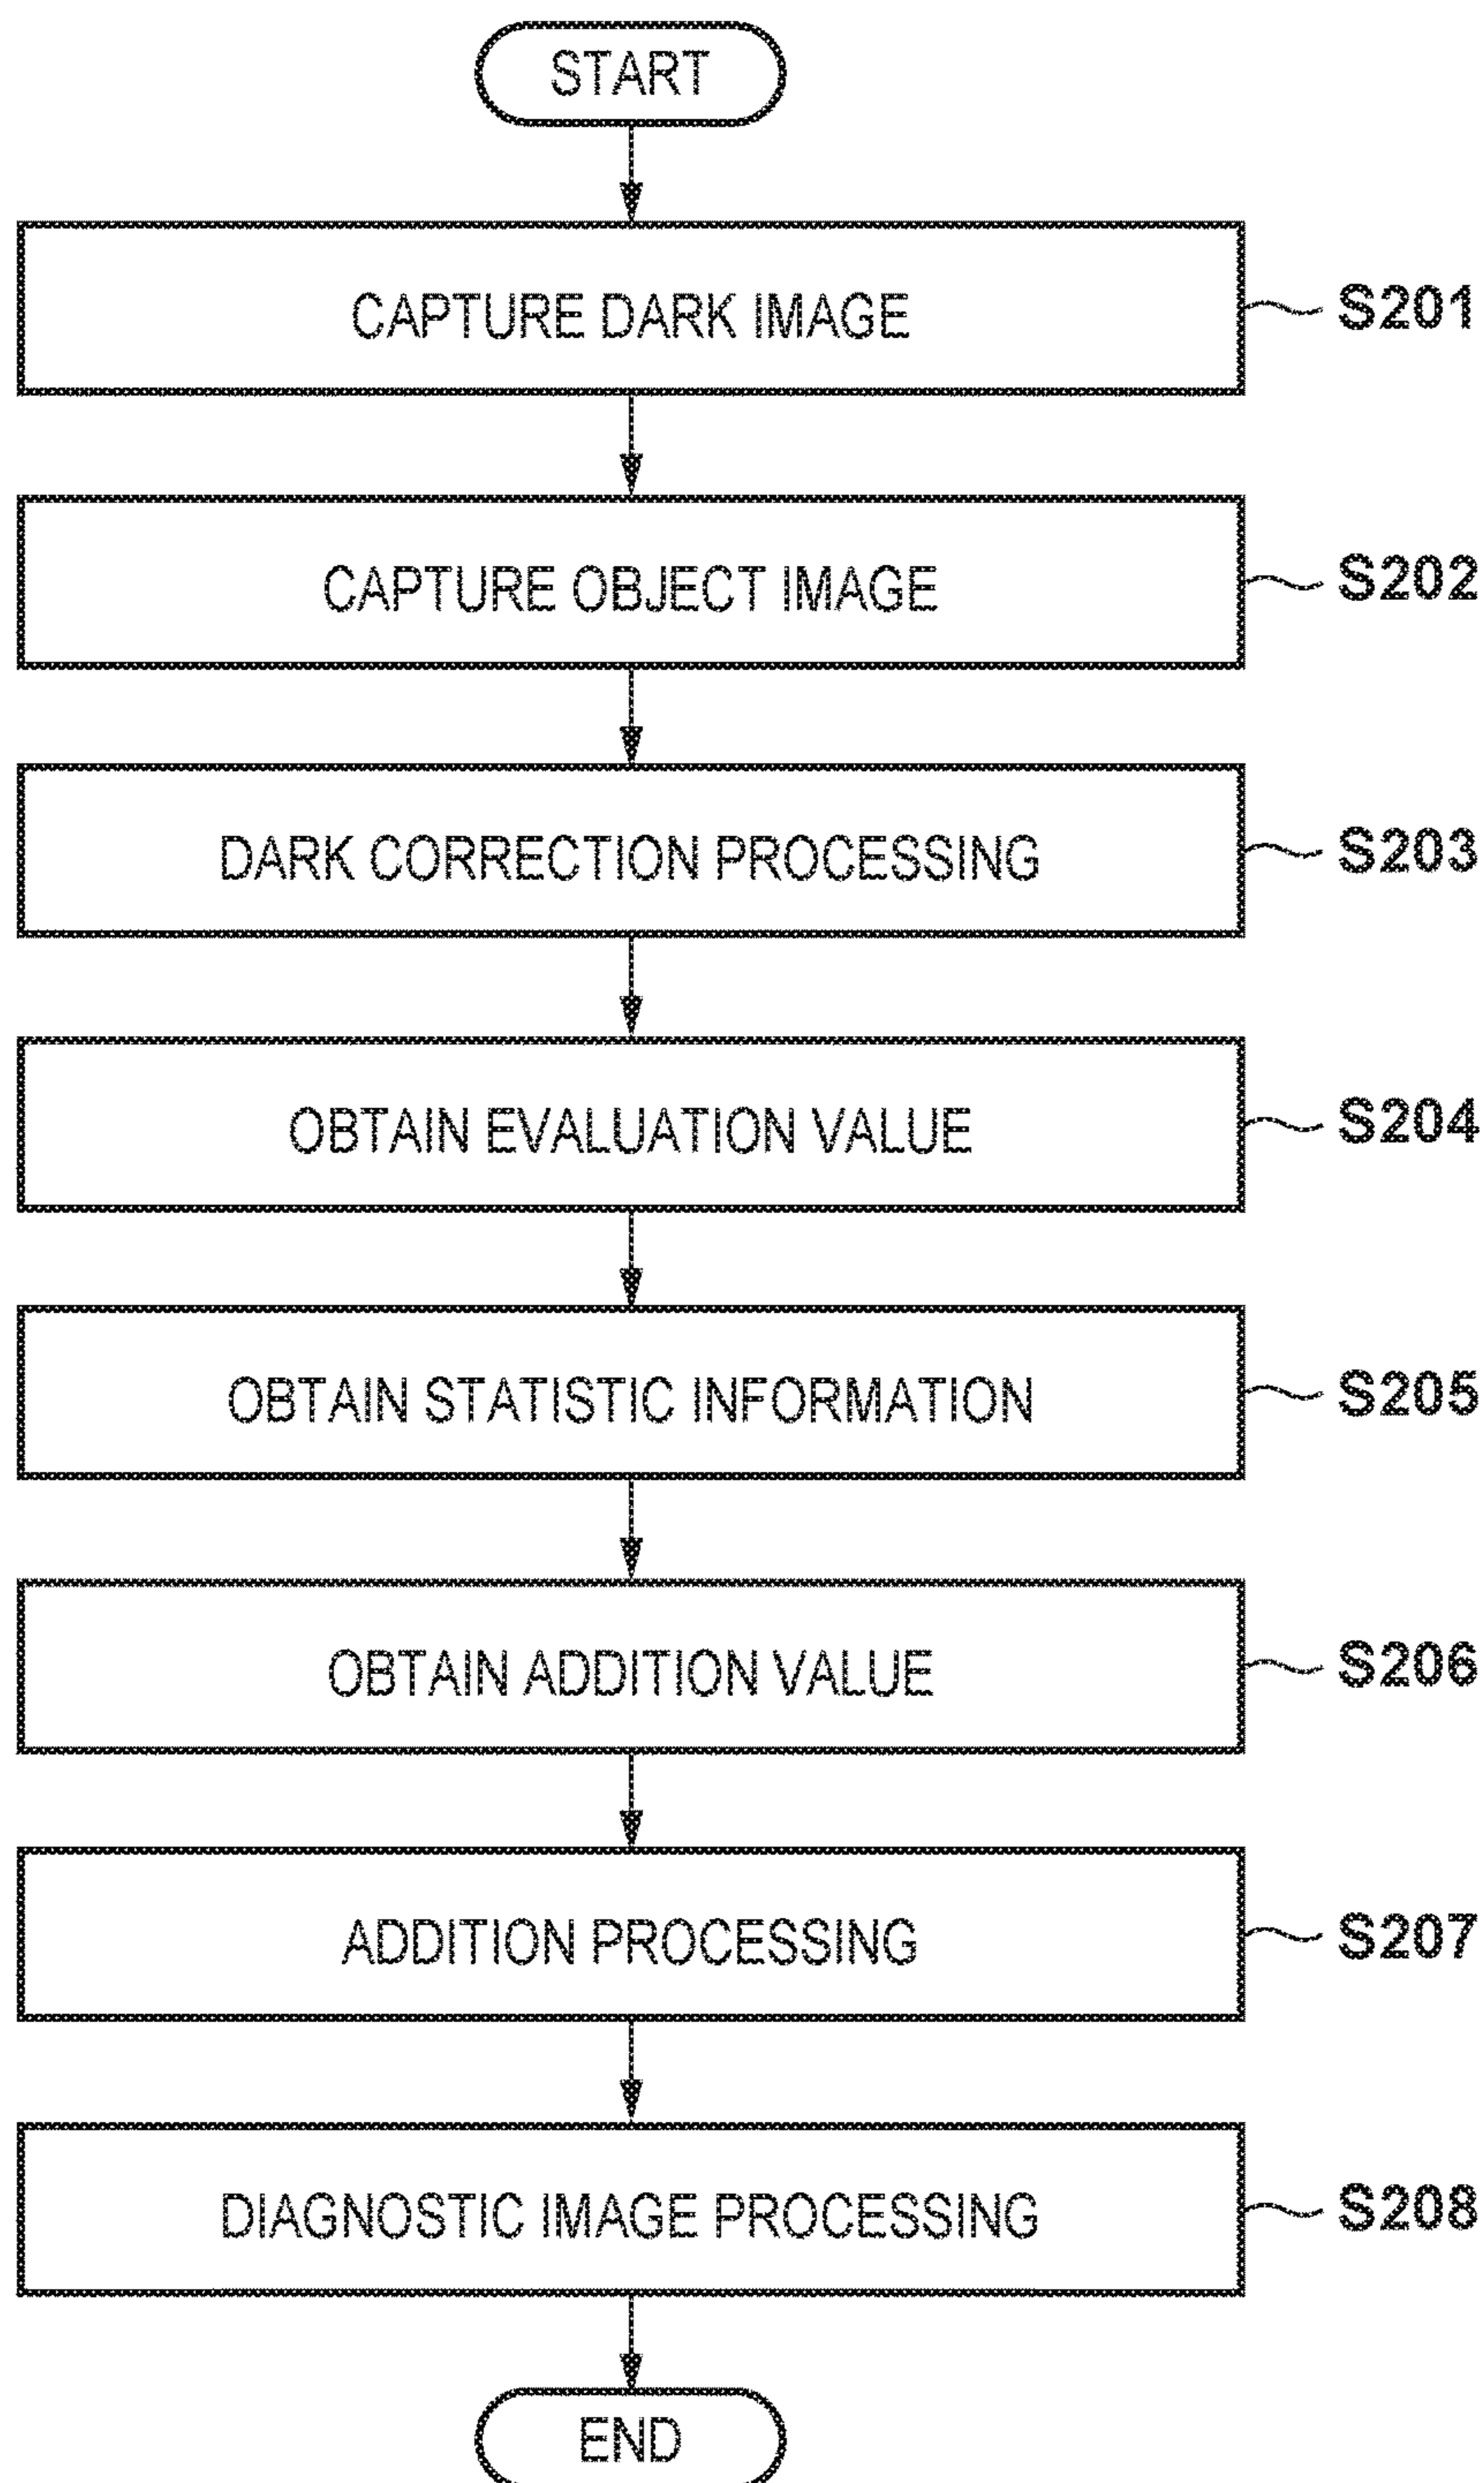 START
CAPTURE DARK IMAGE S201
CAPTURE OBJECT IMAGE S202
DARK CORRECTION PROCESSING S203
OBTAIN EVALUATION VALUE S204
OBTAIN STATISTIC INFORMATION S205
OBTAIN ADDITION VALUE S206
ADDITION PROCESSING S207
DIAGNOSTIC IMAGE PROCESSING S208
END